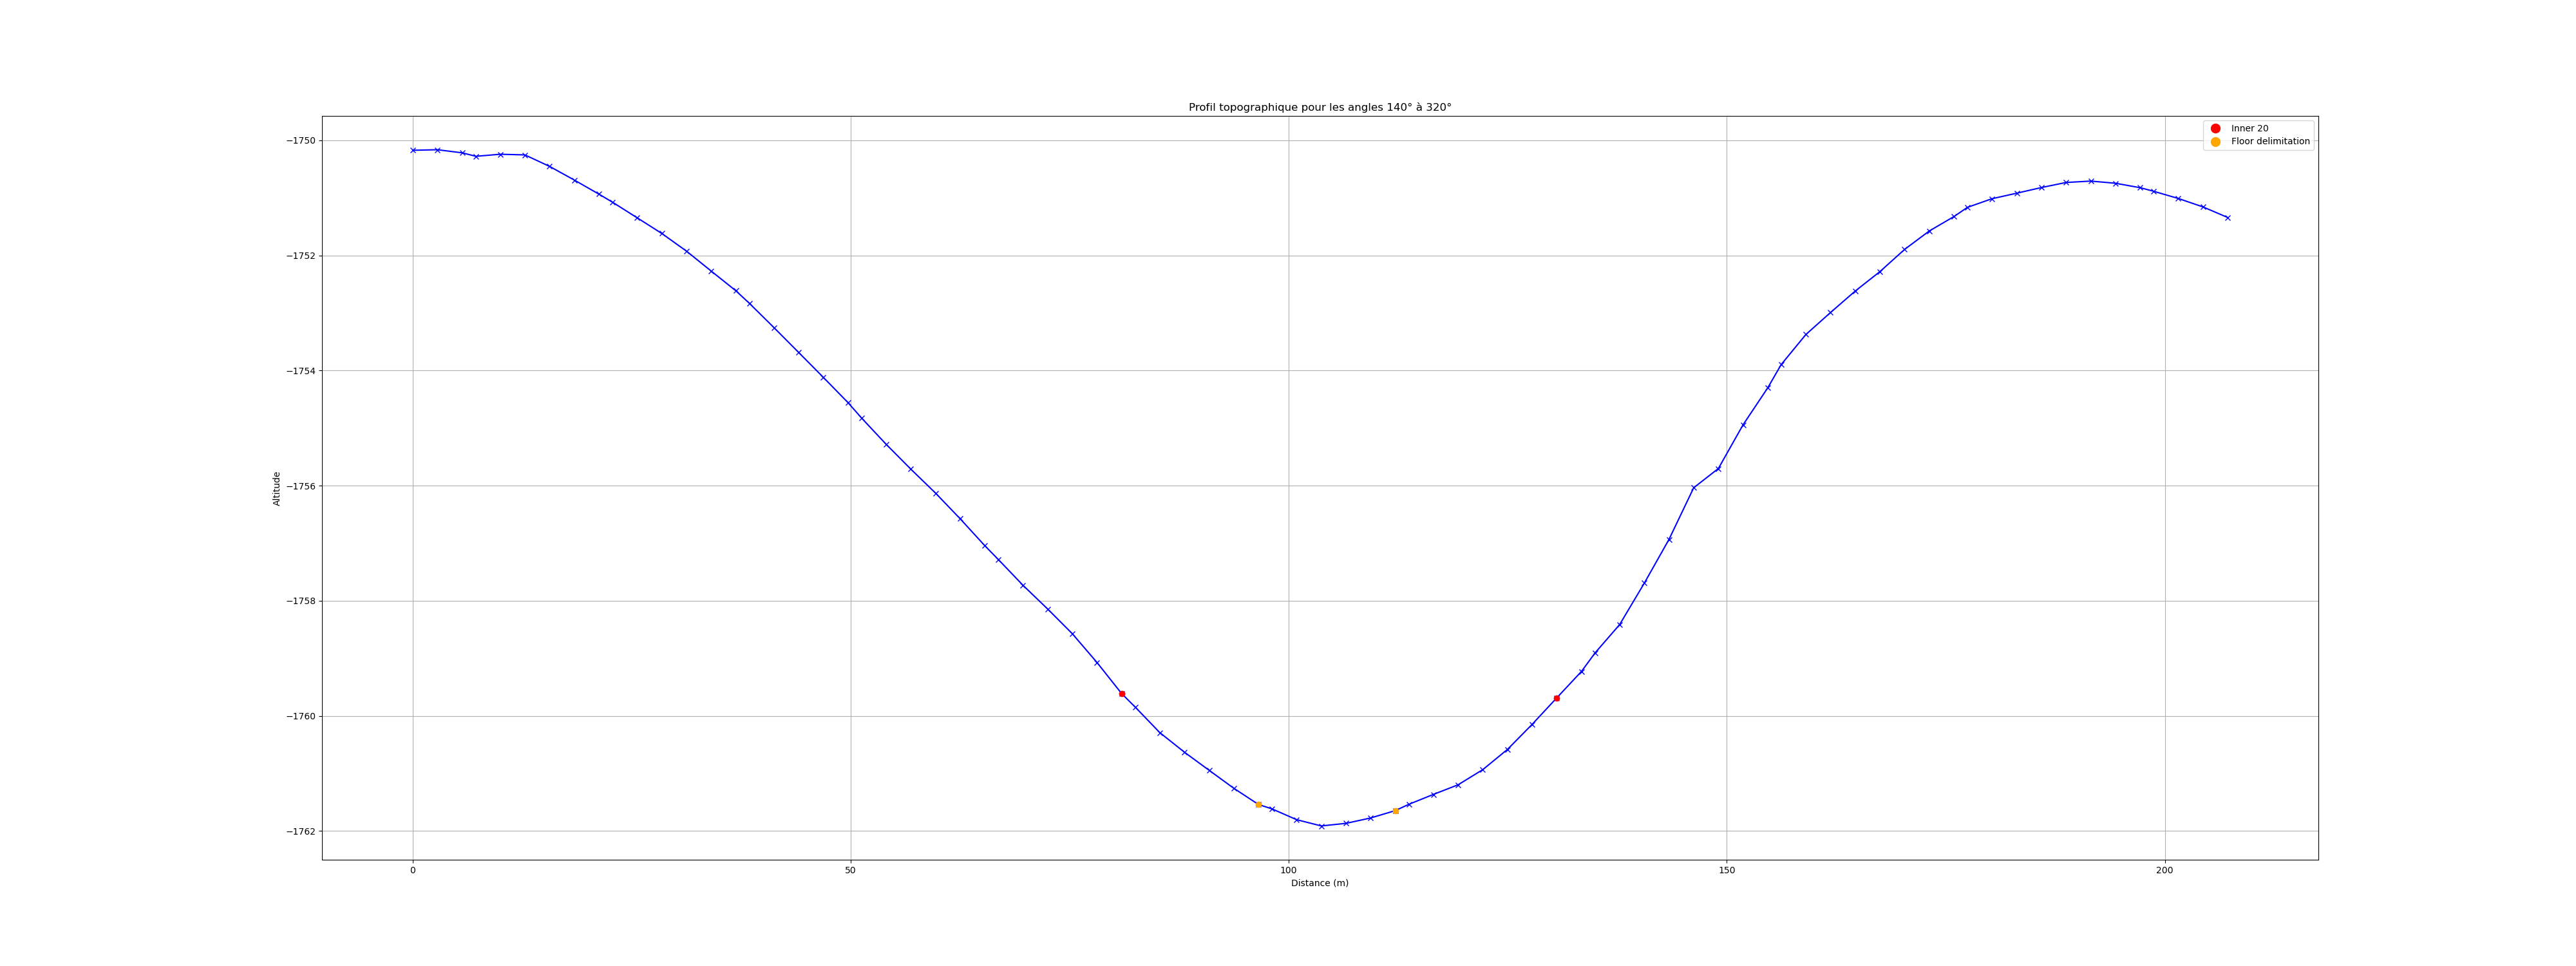 Profil topographique pour les angles 140° à 320°
Inner 20
Floor delimitation
−1750
−1752
−1754
−1756
−1758
−1760
−1762
Altitude
0
50
100
150
200
Distance (m)